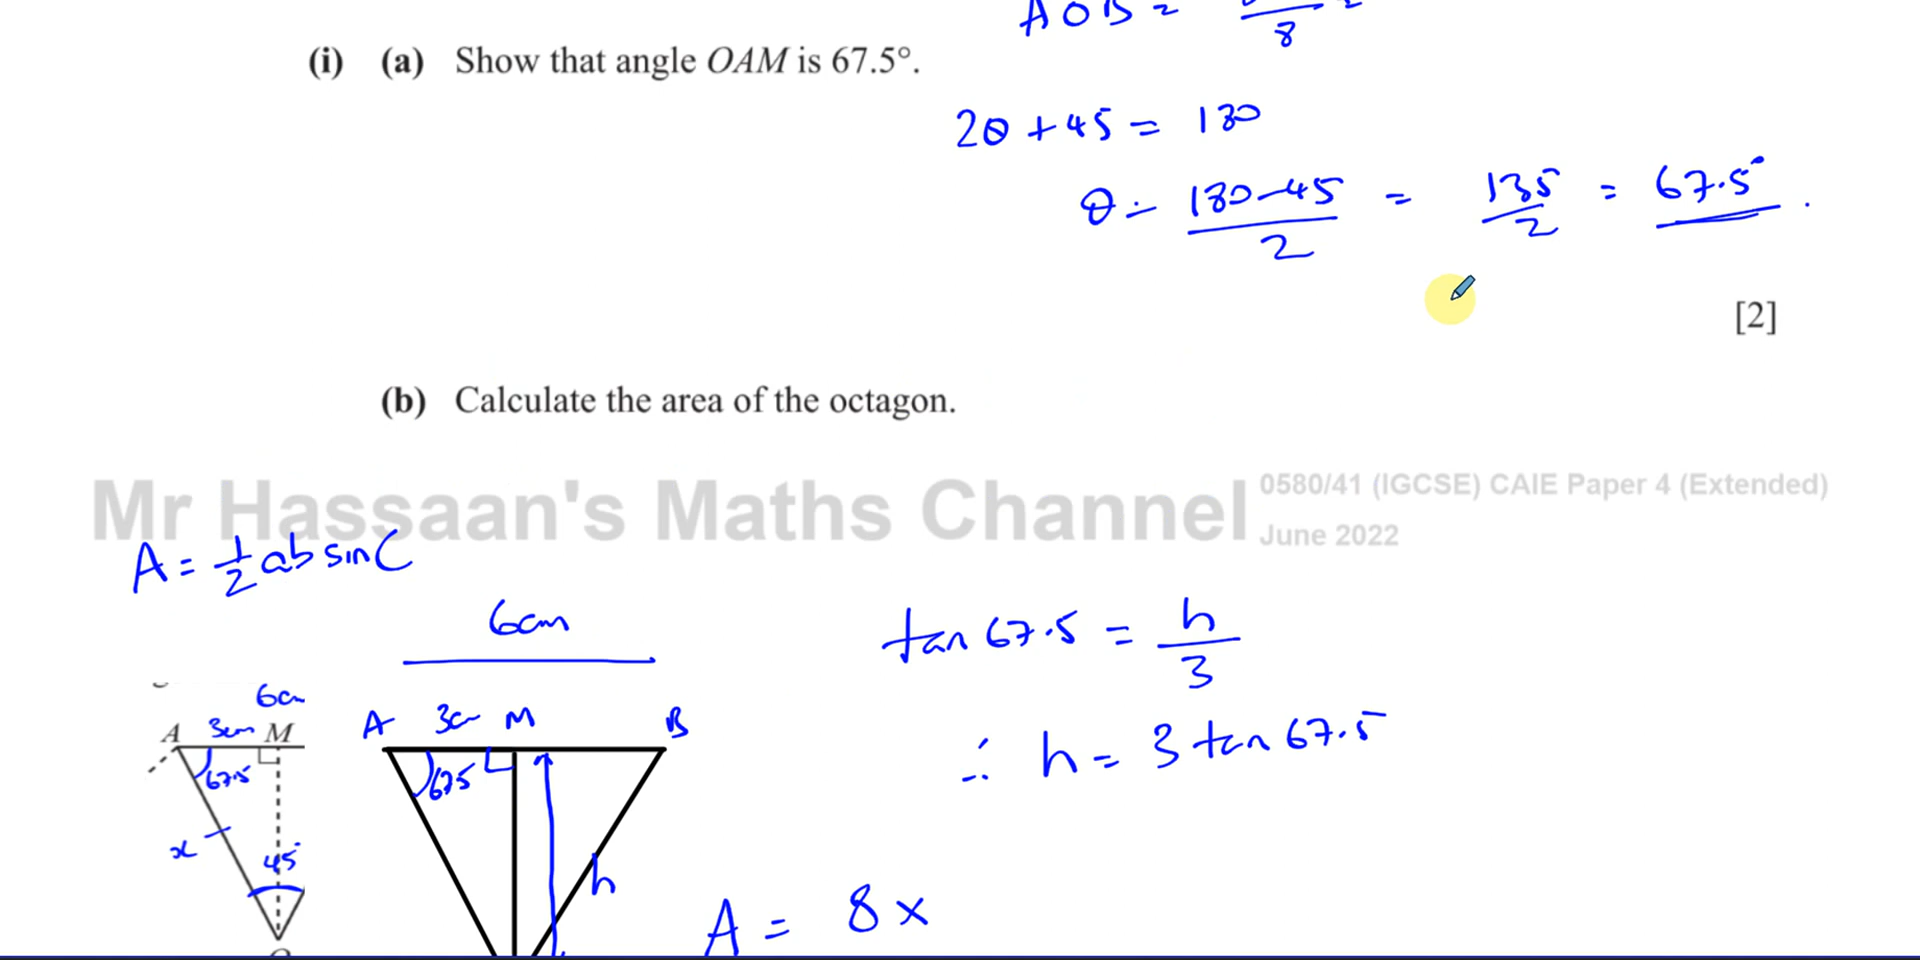 AOB =
8
(i) (a) Show that angle OAM is 67.5°.
2θ + 45 = 180
θ = 180-45 / 2 = 135 / 2 = 67.5° .
[2]
(b) Calculate the area of the octagon.
Mr Hassaan's Maths Channel
0580/41 (IGCSE) CAIE Paper 4 (Extended)
June 2022
A = 1/2 ab sin C
6cm
tan 67.5 = h / 3
∴ h = 3 tan 67.5
6cm
A 3cm M
67.5
x
45°
A 3cm M B
67.5
h
A = 8 ×